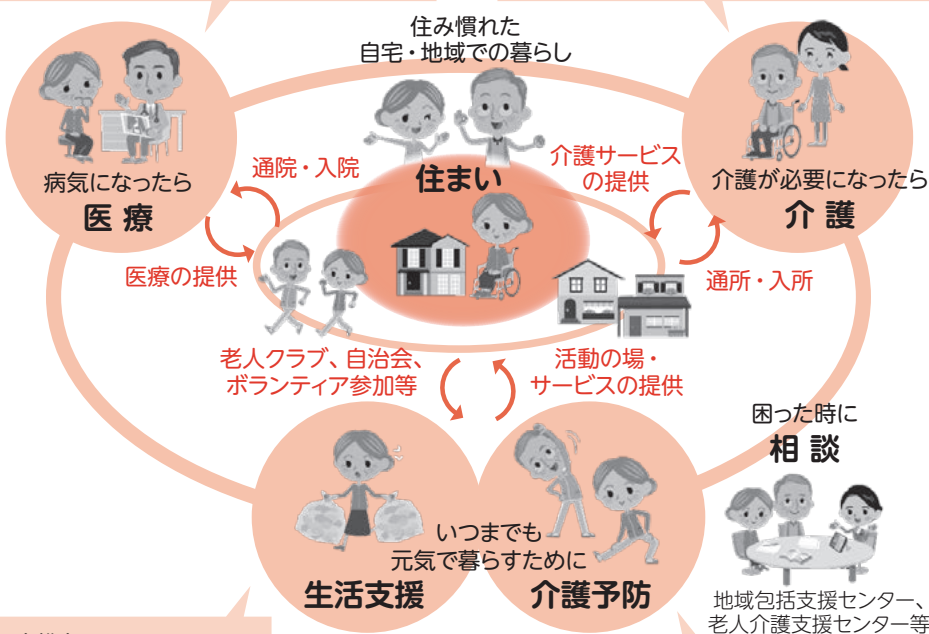 住み慣れた
自宅・地域での暮らし
病気になったら
医 療
通院・入院
住まい
介護サービス
の提供
介護が必要になったら
介 護
医療の提供
通所・入所
老人クラブ、自治会、
ボランティア参加等
活動の場・
サービスの提供
困った時に
相 談
いつまでも
元気で暮らすために
生活支援
介護予防
地域包括支援センター、
老人介護支援センター等